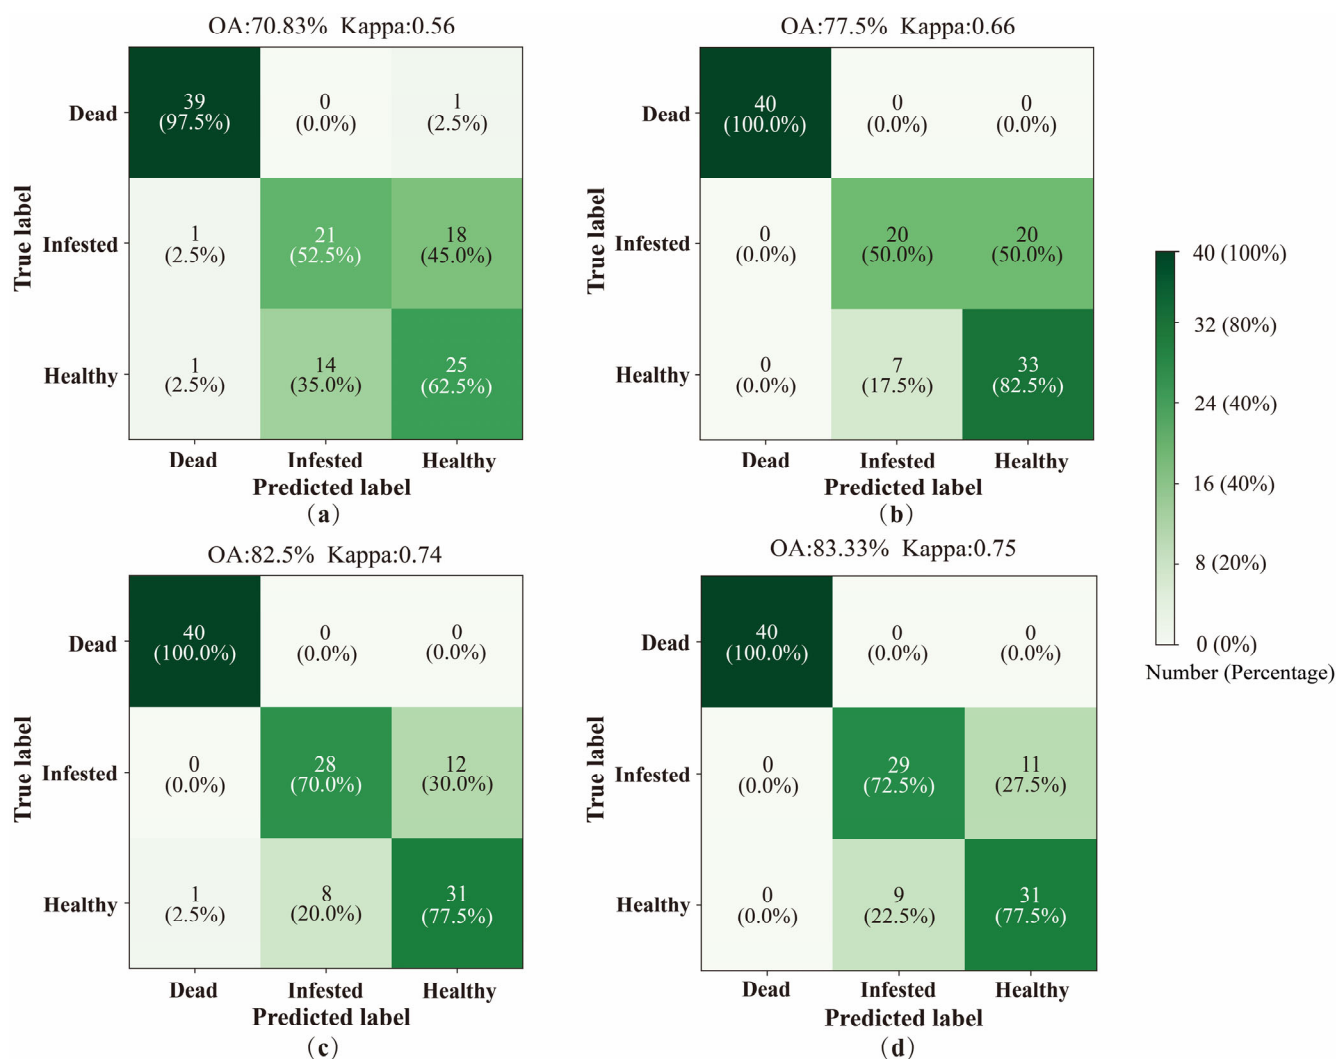 OA:70.83% Kappa:0.56
True label
Dead
39
(97.5%)
0
(0.0%)
1
(2.5%)
Infested
1
(2.5%)
21
(52.5%)
18
(45.0%)
Healthy
1
(2.5%)
14
(35.0%)
25
(62.5%)
Dead Infested Healthy
Predicted label
(a)
OA:77.5% Kappa:0.66
True label
Dead
40
(100.0%)
0
(0.0%)
0
(0.0%)
Infested
0
(0.0%)
20
(50.0%)
20
(50.0%)
Healthy
0
(0.0%)
7
(17.5%)
33
(82.5%)
Dead Infested Healthy
Predicted label
(b)
40 (100%)
32 (80%)
24 (40%)
16 (40%)
8 (20%)
0 (0%)
Number (Percentage)
OA:82.5% Kappa:0.74
True label
Dead
40
(100.0%)
0
(0.0%)
0
(0.0%)
Infested
0
(0.0%)
28
(70.0%)
12
(30.0%)
Healthy
1
(2.5%)
8
(20.0%)
31
(77.5%)
Dead Infested Healthy
Predicted label
(c)
OA:83.33% Kappa:0.75
True label
Dead
40
(100.0%)
0
(0.0%)
0
(0.0%)
Infested
0
(0.0%)
29
(72.5%)
11
(27.5%)
Healthy
0
(0.0%)
9
(22.5%)
31
(77.5%)
Dead Infested Healthy
Predicted label
(d)